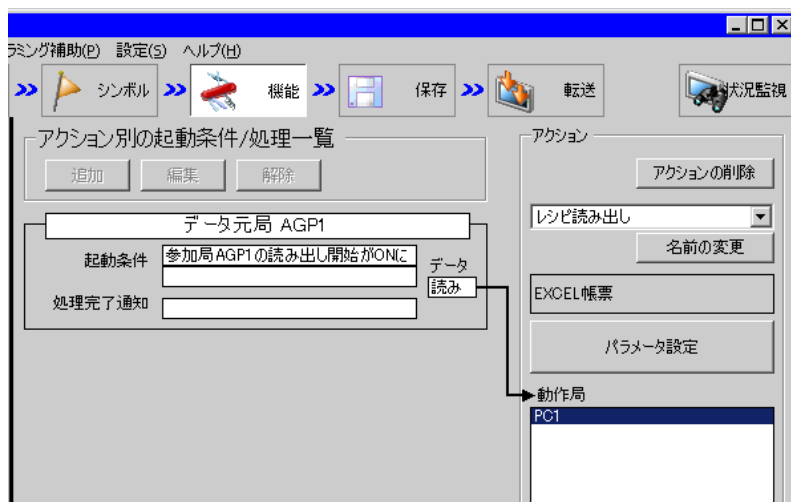 ラミング補助(P) 設定(S) ヘルプ(H)
シンボル 機能 保存 転送 状況監視
アクション別の起動条件/処理一覧
追加 編集 解除
データ元局 AGP1
起動条件 参加局AGP1の読み出し開始がONに
データ
読み
処理完了通知
アクション
アクションの削除
レシピ読み出し
名前の変更
EXCEL帳票
パラメータ設定
動作局
PC1